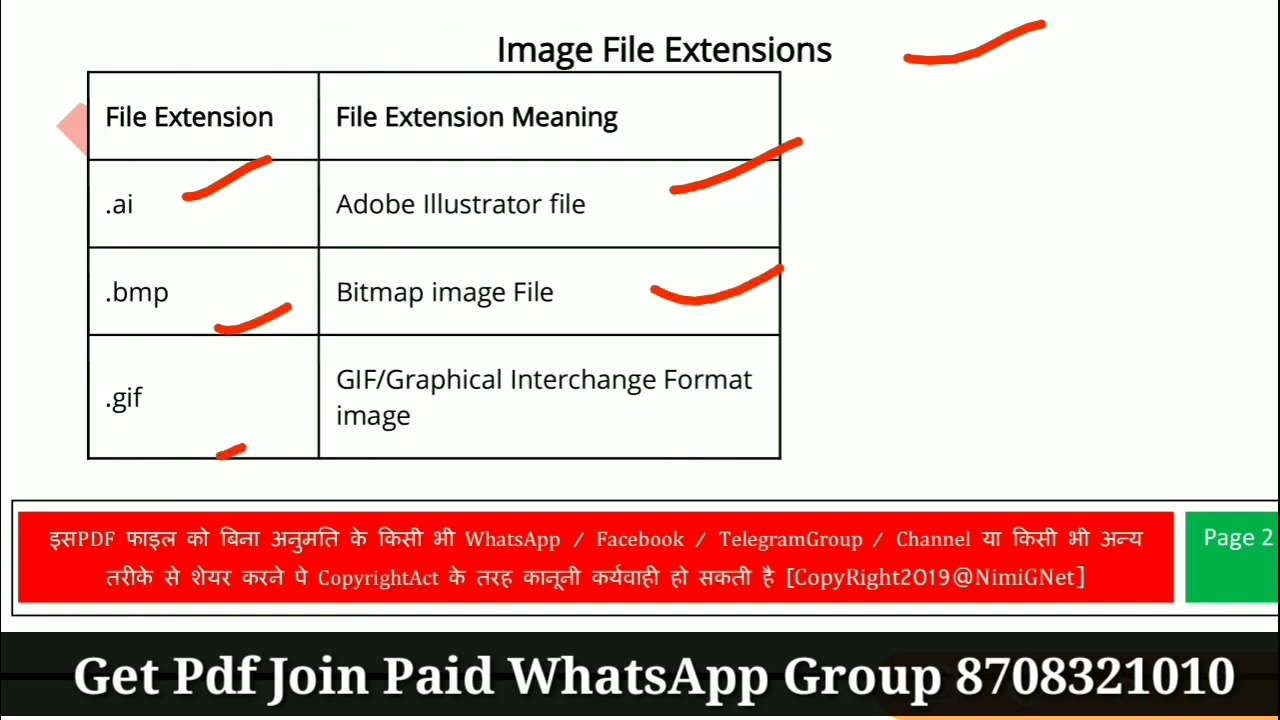 Image File Extensions
File Extension File Extension Meaning
.ai Adobe Illustrator file
.bmp Bitmap image File
.gif GIF/Graphical Interchange Format
image
इसPDF फाइल को बिना अनुमति के किसी भी WhatsApp / Facebook / TelegramGroup / Channel या किसी भी अन्य
तरीके से शेयर करने पे CopyrightAct के तरह कानूनी कर्यवाही हो सकती है [CopyRight2019@NimiGNet]
Page 2
Get Pdf Join Paid WhatsApp Group 8708321010